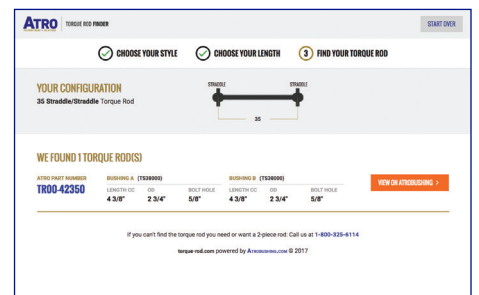 ATRO TORQUE ROD FINDER
START OVER
CHOOSE YOUR STYLE
CHOOSE YOUR LENGTH
3 FIND YOUR TORQUE ROD
YOUR CONFIGURATION
35 Straddle/Straddle Torque Rod
STRADDLE STRADDLE
35
WE FOUND 1 TORQUE ROD(S)
ATRO PART NUMBER
TR00-42350
BUSHING A (TS38000)
LENGTH CC OD BOLT HOLE
4 3/8" 2 3/4" 5/8"
BUSHING B (TS38000)
LENGTH CC OD BOLT HOLE
4 3/8" 2 3/4" 5/8"
VIEW ON ATROBUSHING >
If you can't find the torque rod you need or want a 2-piece rod: Call us at 1-800-325-6114
torque-rod.com powered by ATROBUSHING.COM © 2017